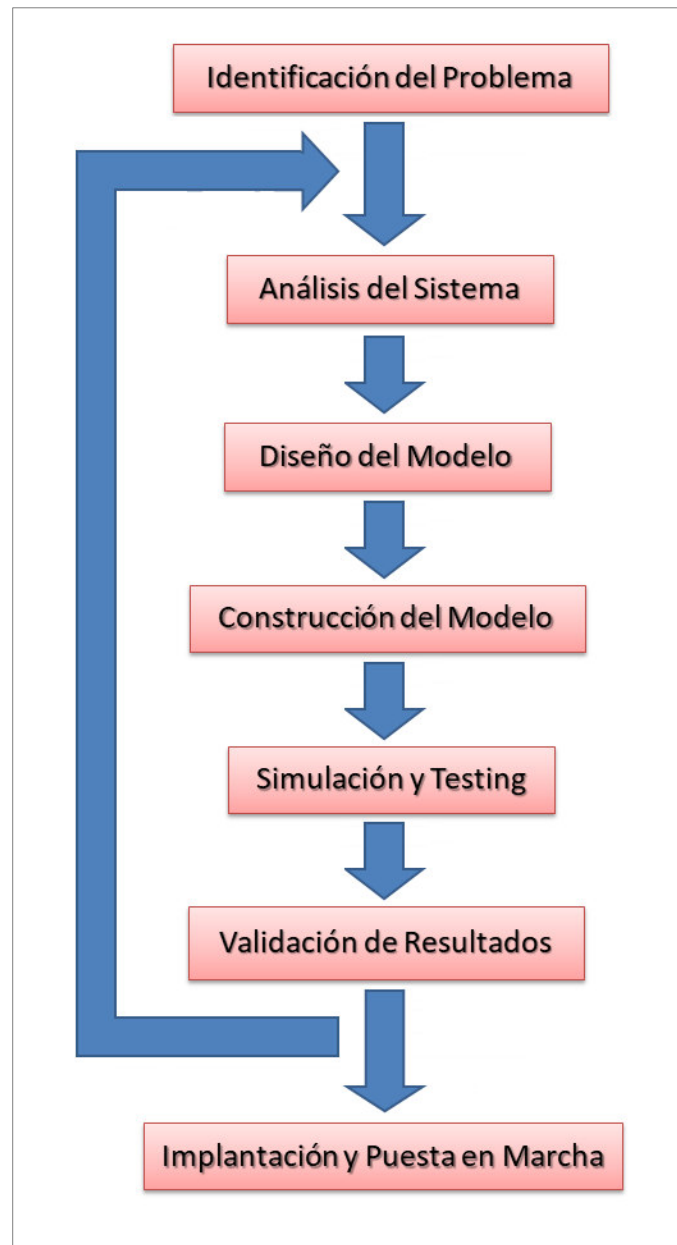 Identificación del Problema
Análisis del Sistema
Diseño del Modelo
Construcción del Modelo
Simulación y Testing
Validación de Resultados
Implantación y Puesta en Marcha